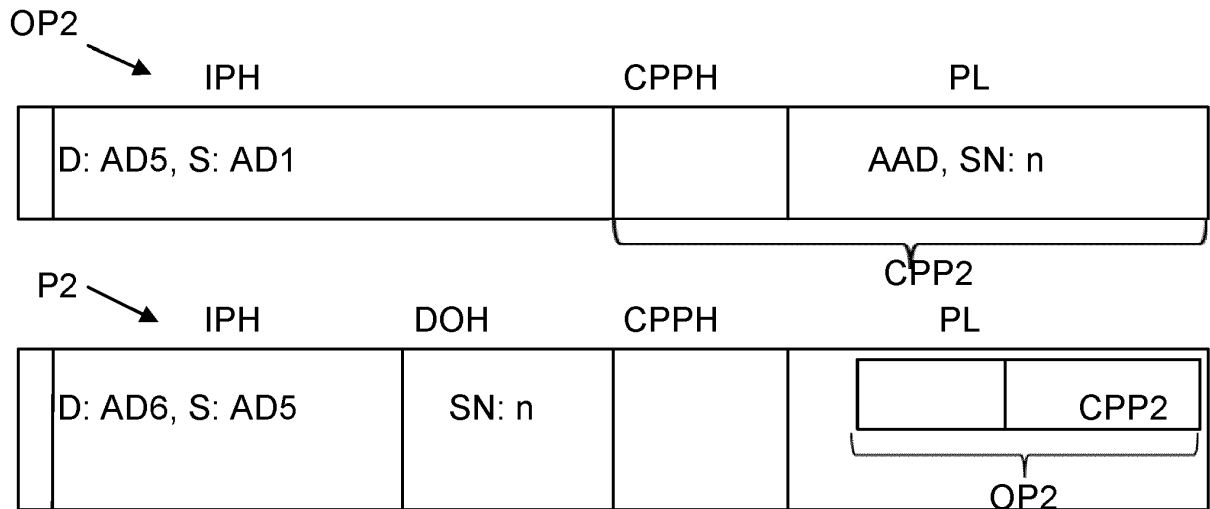 OP2
IPH CPPH PL
D: AD5, S: AD1 AAD, SN: n
CPP2
P2
IPH DOH CPPH PL
D: AD6, S: AD5 SN: n CPP2
OP2